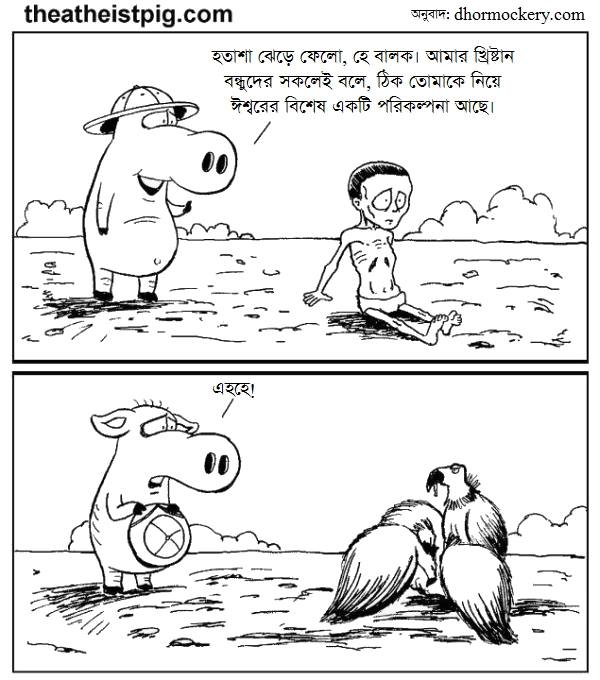 theatheistpig.com
অনুবাদ: dhormockery.com
হতাশা ঝেড়ে ফেলো, হে বালক। আমার খ্রিষ্টান
বন্ধুদের সকলেই বলে, ঠিক তোমাকে নিয়ে
ঈশ্বরের বিশেষ একটি পরিকল্পনা আছে।
এহহে!